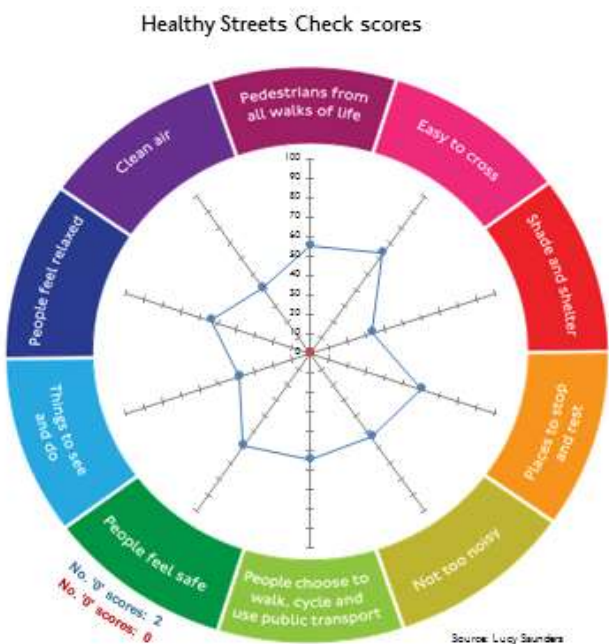 Healthy Streets Check scores
Pedestrians from
all walks of life
Easy to cross
Shade and shelter
Places to stop
and rest
Not too noisy
People choose to
walk, cycle and
use public transport
People feel safe
Things to see
and do
People feel relaxed
Clean air
100
90
80
70
60
50
40
30
20
10
0
No. '0' scores: 2
No. '0' scores: 0
Source: Lucy Saunders